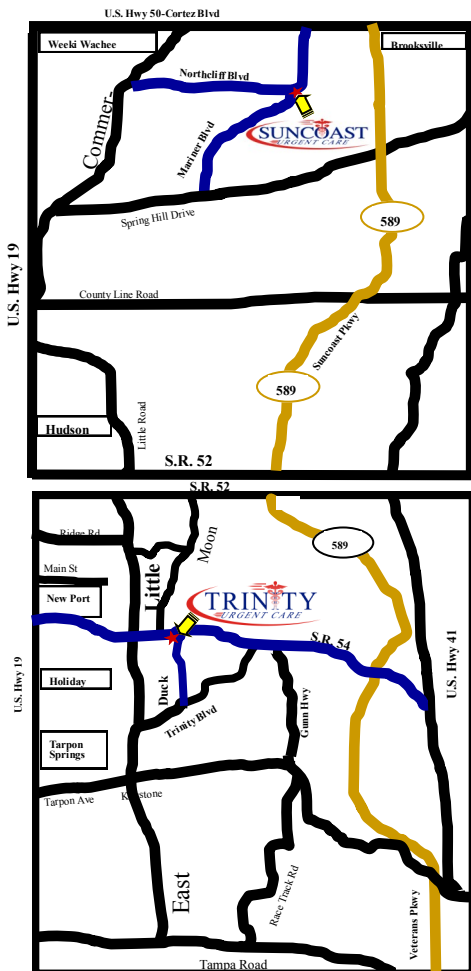 U.S. Hwy 50-Cortez Blvd
Weeki Wachee
Brooksville
Northcliff Blvd
Commer-
Mariner Blvd
SUNCOAST
URGENT CARE
Spring Hill Drive
589
U.S. Hwy 19
County Line Road
Suncoast Pkwy
589
Little Road
Hudson
S.R. 52
S.R. 52
Ridge Rd
Moon
589
Main St
Little
New Port
TRINITY
URGENT CARE
S.R. 54
U.S. Hwy 19
U.S. Hwy 41
Holiday
Duck
Gunn Hwy
Trinity Blvd
Tarpon
Springs
Tarpon Ave
East
Race Track Rd
Veterans Pkwy
Tampa Road